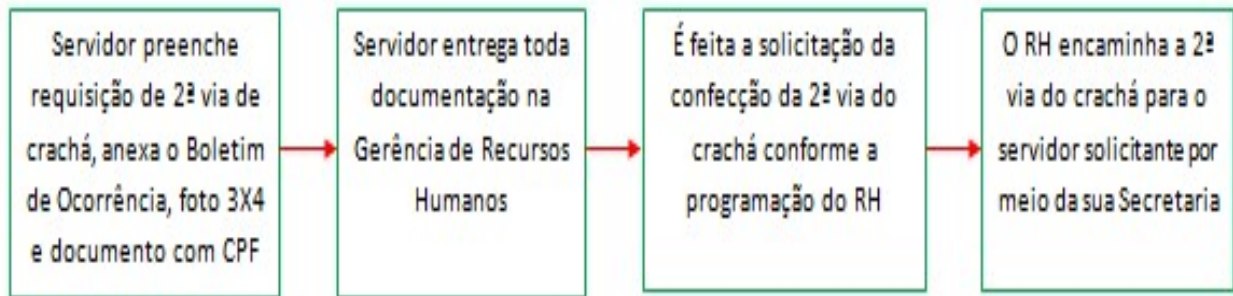 Servidor preenche
requisição de 2ª via de
crachá, anexa o Boletim
de Ocorrência, foto 3X4
e documento com CPF
Servidor entrega toda
documentação na
Gerência de Recursos
Humanos
É feita a solicitação da
confecção da 2ª via do
crachá conforme a
programação do RH
O RH encaminha a 2ª
via do crachá para o
servidor solicitante por
meio da sua Secretaria